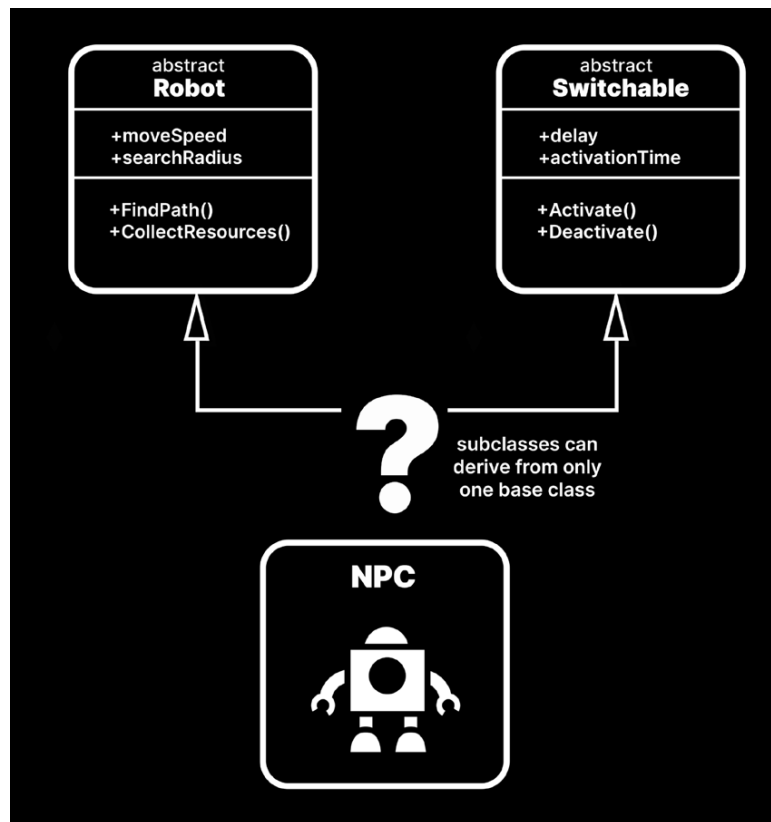 abstract
Robot
+moveSpeed
+searchRadius
+FindPath()
+CollectResources()
abstract
Switchable
+delay
+activationTime
+Activate()
+Deactivate()
?
subclasses can
derive from only
one base class
NPC